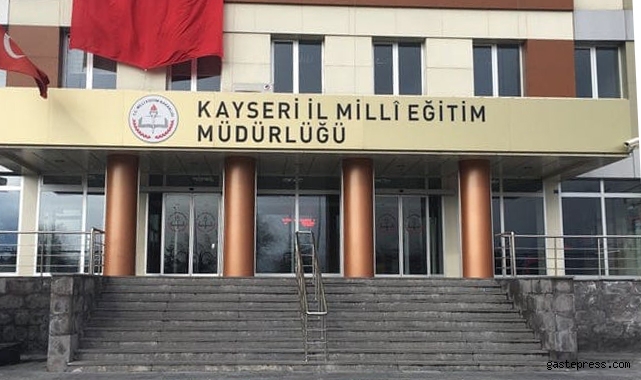 KAYSERİ İL MİLLÎ EĞİTİM
MÜDÜRLÜĞÜ
gastepress.com